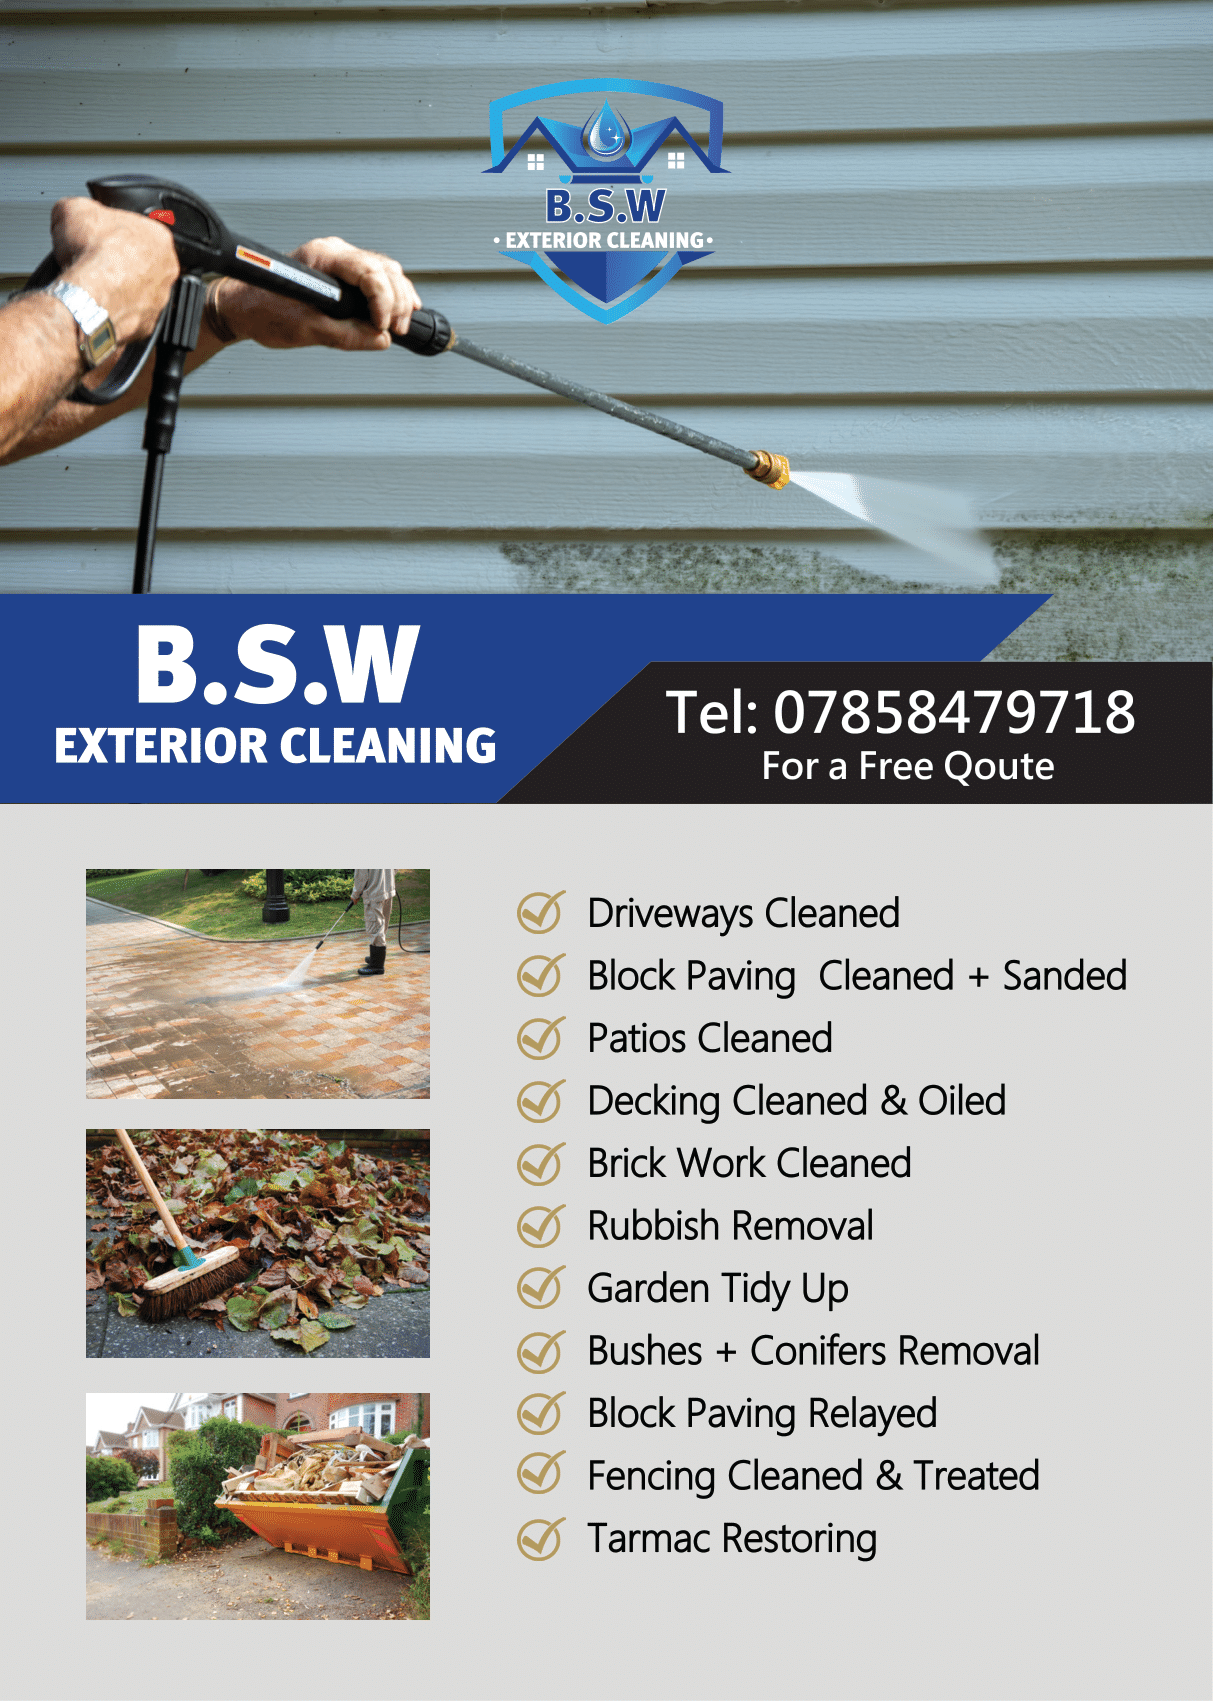 B.S.W
• EXTERIOR CLEANING •
B.S.W
EXTERIOR CLEANING
Tel: 07858479718
For a Free Qoute
Driveways Cleaned
Block Paving  Cleaned + Sanded
Patios Cleaned
Decking Cleaned & Oiled
Brick Work Cleaned
Rubbish Removal
Garden Tidy Up
Bushes + Conifers Removal
Block Paving Relayed
Fencing Cleaned & Treated
Tarmac Restoring